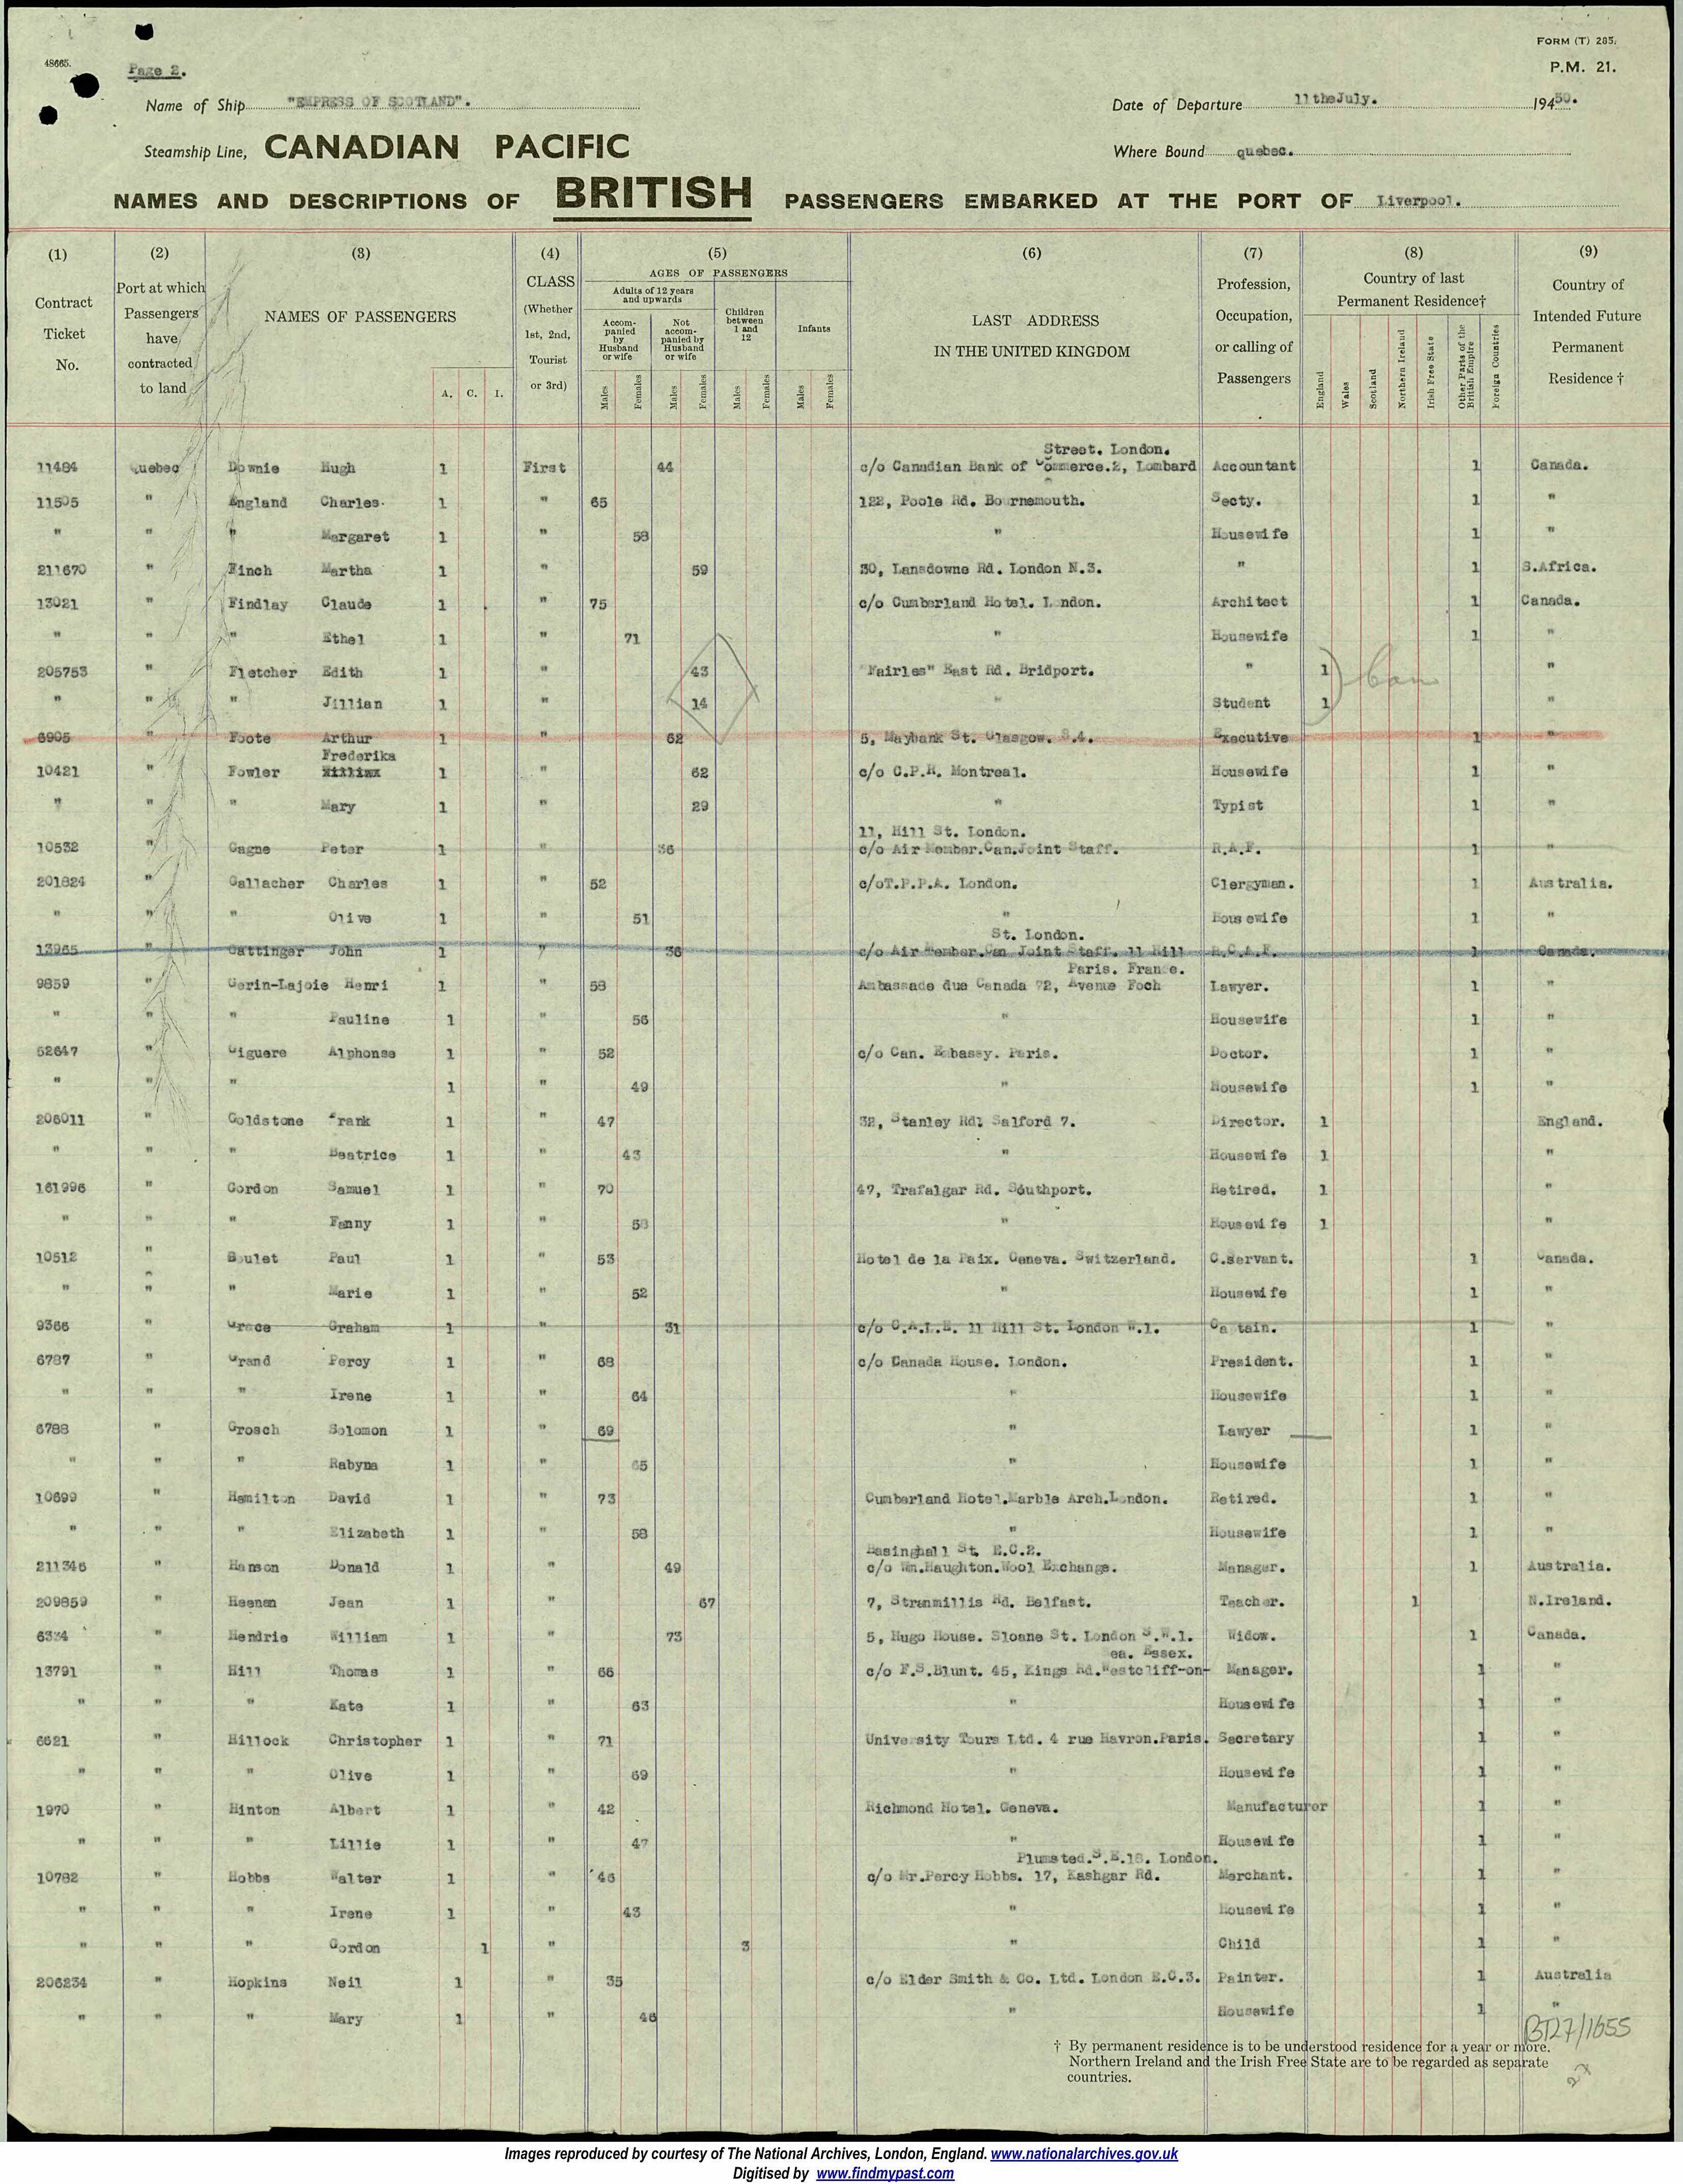 FORM (T) 285.
48665.
Page 2.
P.M. 21.
Name of Ship "EMPRESS OF SCOTLAND".
Date of Departure 11theJuly. 19450.
Steamship Line, CANADIAN PACIFIC
Where Bound quebec.
NAMES AND DESCRIPTIONS OF BRITISH PASSENGERS EMBARKED AT THE PORT OF Liverpool.
(1) (2) (3) (4) (5) (6) (7) (8) (9)
Contract Ticket No.
Port at which Passengers have contracted to land
NAMES OF PASSENGERS
A. C. I.
CLASS (Whether 1st, 2nd, Tourist or 3rd)
AGES OF PASSENGERS
Adults of 12 years and upwards
Accom-panied by Husband or wife
Not accom-panied by Husband or wife
Children between 1 and 12
Infants
Males Females Males Females Males Females Males Females
LAST ADDRESS IN THE UNITED KINGDOM
Profession, Occupation, or calling of Passengers
Country of last Permanent Residence†
England Wales Scotland Northern Ireland Irish Free State Other Parts of the British Empire Foreign Countries
Country of Intended Future Permanent Residence †
Street. London.
11484 Quebec Downie Hugh 1 First 44 c/o Canadian Bank of Commerce.2, Lombard Accountant 1 Canada.
11505 " England Charles. 1 " 65 122, Poole Rd. Bournemouth. Secty. 1 "
" " " Margaret 1 58 " Housewife 1 "
211670 " Finch Martha 1 " 59 30, Lansdowne Rd. London N.3. " 1 S.Africa.
13021 " Findlay Claude 1 " 75 c/o Cumberland Hotel. London. Architect 1 Canada.
" " " Ethel 1 " 71 " Housewife 1 "
205753 " Fletcher Edith 1 " 43 "Fairles" East Rd. Bridport. " 1 Can "
" " " Jillian 1 " 14 " Student 1 "
6905 " Foote Arthur 1 " 62 5, Maybank St. Glasgow. S.4. Executive 1 "
Frederika
10421 " Fowler 1 " 62 c/o C.P.R. Montreal. Housewife 1 "
" " " Mary 1 " 29 " Typist 1 "
11, Hill St. London.
10532 " Gagne Peter 1 " 36 c/o Air Member.Can.Joint Staff. R.A.F. 1 "
201824 " Gallacher Charles 1 " 52 c/oT.P.P.A. London. Clergyman. 1 Australia.
" " " Olive 1 51 " Housewife 1 "
St. London.
13965 " Gattinger John 1 " 36 c/o Air Member.Can Joint Staff. 11 Hill R.C.A.F. 1 Canada.
Paris. France.
9859 " Gerin-Lajoie Henri 1 " 58 Ambassade due Canada 72, Avenue Foch Lawyer. 1 "
" " " Pauline 1 " 56 " Housewife 1 "
52647 " Giguere Alphonse 1 " 52 c/o Can. Embassy. Paris. Doctor. 1 "
" " " 1 " 49 " Housewife 1 "
206011 " Goldstone Frank 1 " 47 32, Stanley Rd; Salford 7. Director. 1 England.
" " " Beatrice 1 " 43 " Housewife 1 "
161996 " Gordon Samuel 1 " 70 47, Trafalgar Rd. Southport. Retired. 1 "
" " " Fanny 1 " " Housewife 1 "
10512 " Goulet Paul 1 " 53 Hotel de la Paix. Geneva. Switzerland. C.servant. 1 Canada.
" " " Marie 1 " 52 " Housewife 1 "
9366 " Grace Graham 1 " 31 c/o C.A.L.E. 11 Hill St. London W.1. Captain. 1 "
6787 " Grand Percy 1 " 68 c/o Canada House. London. President. 1 "
" " " Irene 1 " 64 " Housewife 1 "
6788 " Grosch Solomon 1 " 69 " Lawyer 1 "
" " " Rabyna 1 " 65 " Housewife 1 "
10699 " Hamilton David 1 " 73 Cumberland Hotel.Marble Arch.London. Retired. 1 "
" " " Elizabeth 1 " 58 " Housewife 1 "
Basinghall St. E.C.2.
211346 " Hanson Donald 1 " 49 c/o Wm.Haughton.Wool Exchange. Manager. 1 Australia.
209859 " Heenan Jean 1 " 67 7, Stranmillis Rd. Belfast. Teacher. 1 N.Ireland.
6334 " Hendrie William 1 " 73 5, Hugo House. Sloane St. London S.W.1. Widow. 1 Canada.
ea. Essex.
13791 " Hill Thomas 1 " 66 c/o F.S.Blunt. 45, Kings Rd.Westcliff-on- Manager. 1 "
" " " Kate 1 " 63 " Housewife 1 "
6621 " Hillock Christopher 1 " 71 University Tours Ltd. 4 rue Havron.Paris. Secretary 1 "
" " " Olive 1 " 69 " Housewife 1 "
1970 " Hinton Albert 1 " 42 Richmond Hotel. Geneva. Manufacturer 1 "
" " " Lillie 1 " 47 " Housewife 1 "
Plumsted.S.E.18. London.
10782 " Hobbs Walter 1 " 46 c/o Mr.Percy Hobbs. 17, Kashgar Rd. Merchant. 1 "
" " " Irene 1 " 43 " Housewife 1 "
" " " Gordon 1 " 3 " Child 1 "
206234 " Hopkins Neil 1 " 35 c/o Elder Smith & Co. Ltd. London E.C.3. Painter. 1 Australia
" " " Mary 1 " 46 " Housewife 1 "
BT27/1655
† By permanent residence is to be understood residence for a year or more.
Northern Ireland and the Irish Free State are to be regarded as separate
countries.
Images reproduced by courtesy of The National Archives, London, England. www.nationalarchives.gov.uk
Digitised by www.findmypast.com